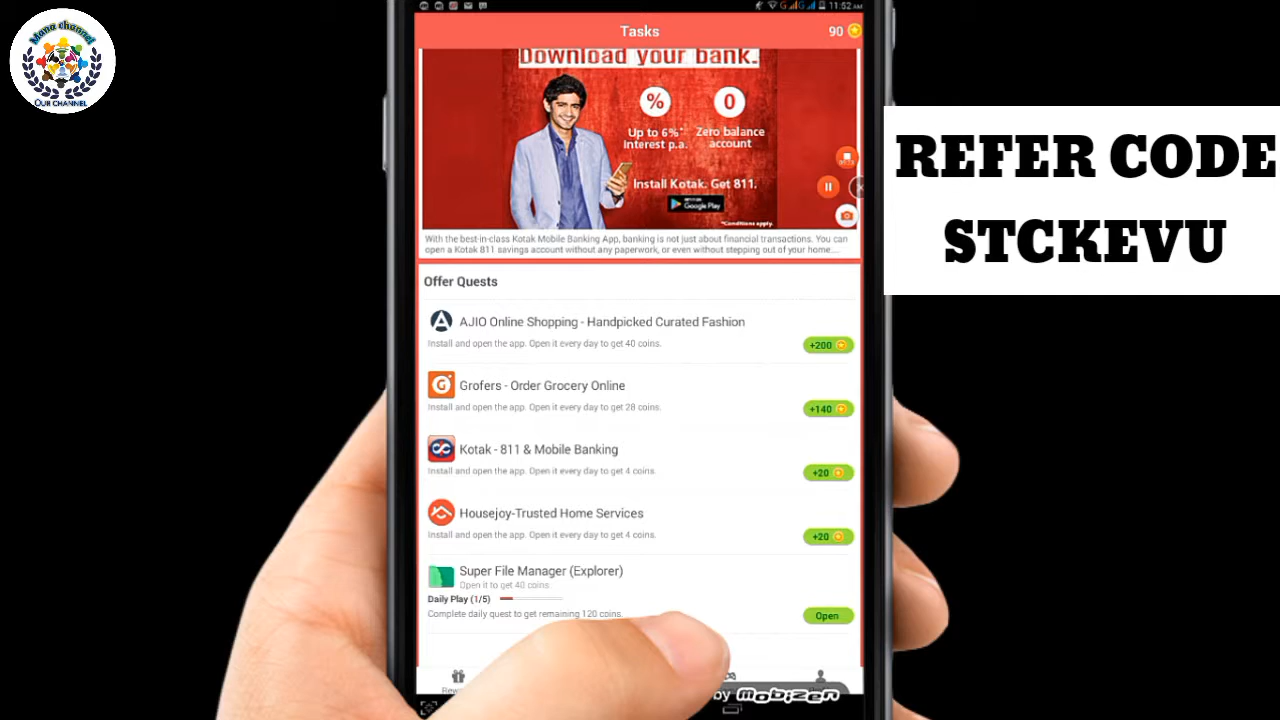 Mana channel
OUR CHANNEL
11:52 AM
Tasks
90
Download your bank.
%
0
Up to 6%*
Interest p.a.
Zero balance
account
Install Kotak. Get 811.
Google Play
*Conditions apply.
With the best-in-class Kotak Mobile Banking App, banking is not just about financial transactions. You can
open a Kotak 811 savings account without any paperwork, or even without stepping out of your home....
REFER CODE
STCKEVU
Offer Quests
AJIO Online Shopping - Handpicked Curated Fashion
Install and open the app. Open it every day to get 40 coins.
+200
Grofers - Order Grocery Online
Install and open the app. Open it every day to get 28 coins.
+140
Kotak - 811 & Mobile Banking
Install and open the app. Open it every day to get 4 coins.
+20
Housejoy-Trusted Home Services
Install and open the app. Open it every day to get 4 coins.
+20
Super File Manager (Explorer)
Open it to get 40 coins.
Daily Play (1/5)
Complete daily quest to get remaining 120 coins.
Open
by Mobizen